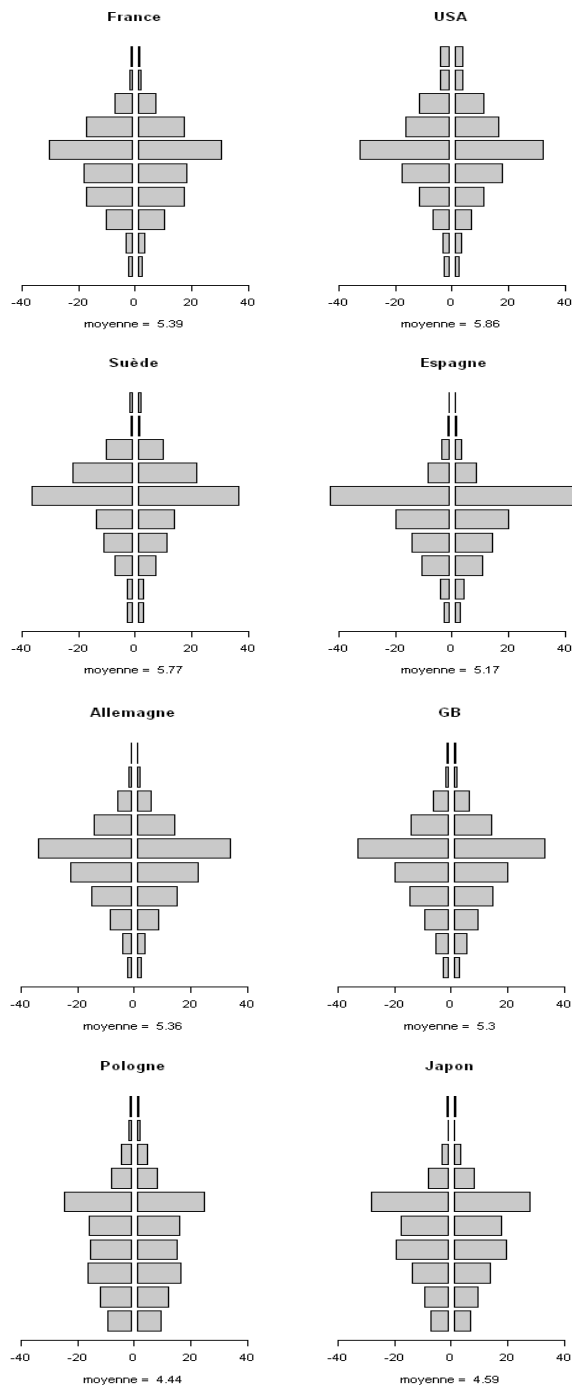 France USA
-40 -20 0 20 40 -40 -20 0 20 40
moyenne = 5.39 moyenne = 5.86
Suède Espagne
-40 -20 0 20 40 -40 -20 0 20 40
moyenne = 5.77 moyenne = 5.17
Allemagne GB
-40 -20 0 20 40 -40 -20 0 20 40
moyenne = 5.36 moyenne = 5.3
Pologne Japon
-40 -20 0 20 40 -40 -20 0 20 40
moyenne = 4.44 moyenne = 4.59